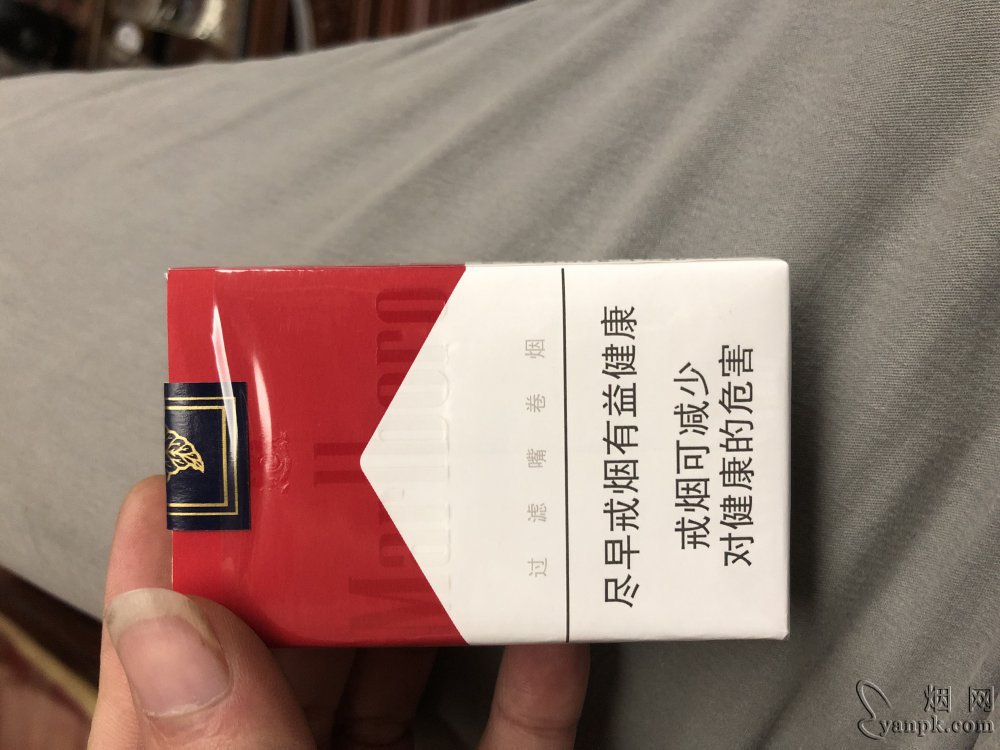 Marlboro
过滤嘴卷烟
尽早戒烟有益健康
戒烟可减少
对健康的危害
烟网
yanpk.com